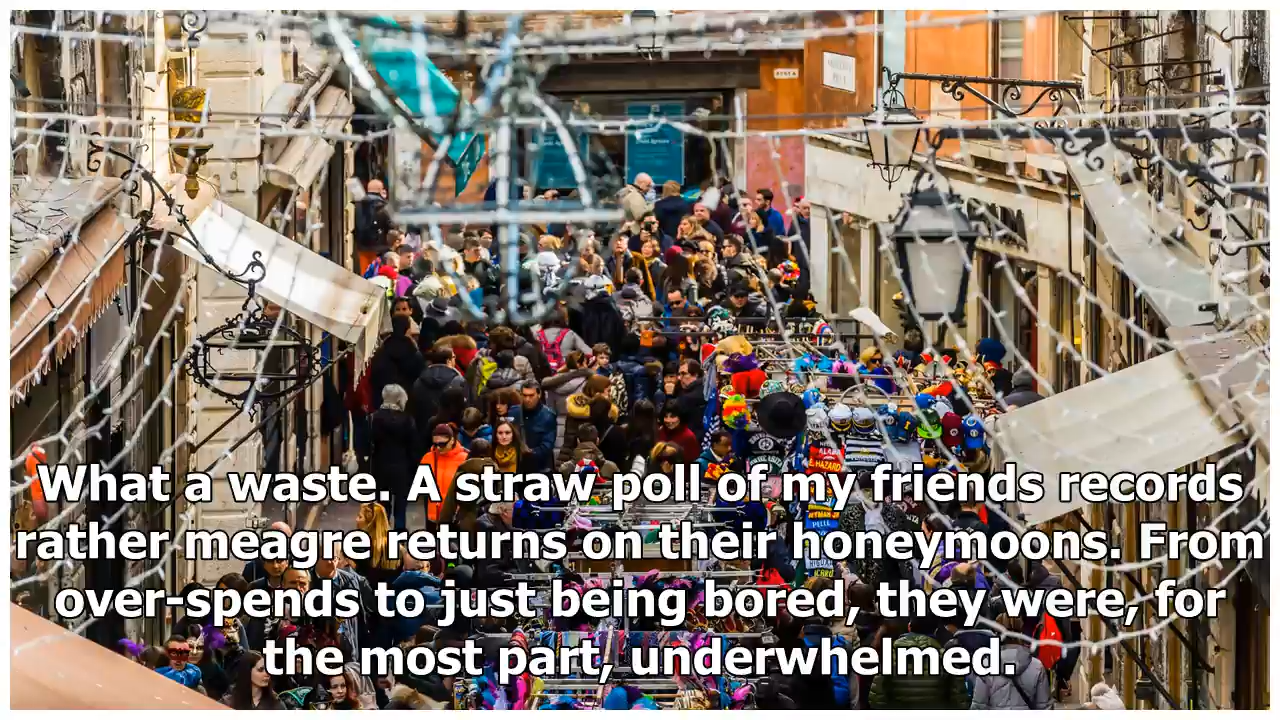 What a waste. A straw poll of my friends records
rather meagre returns on their honeymoons. From
over-spends to just being bored, they were, for
the most part, underwhelmed.